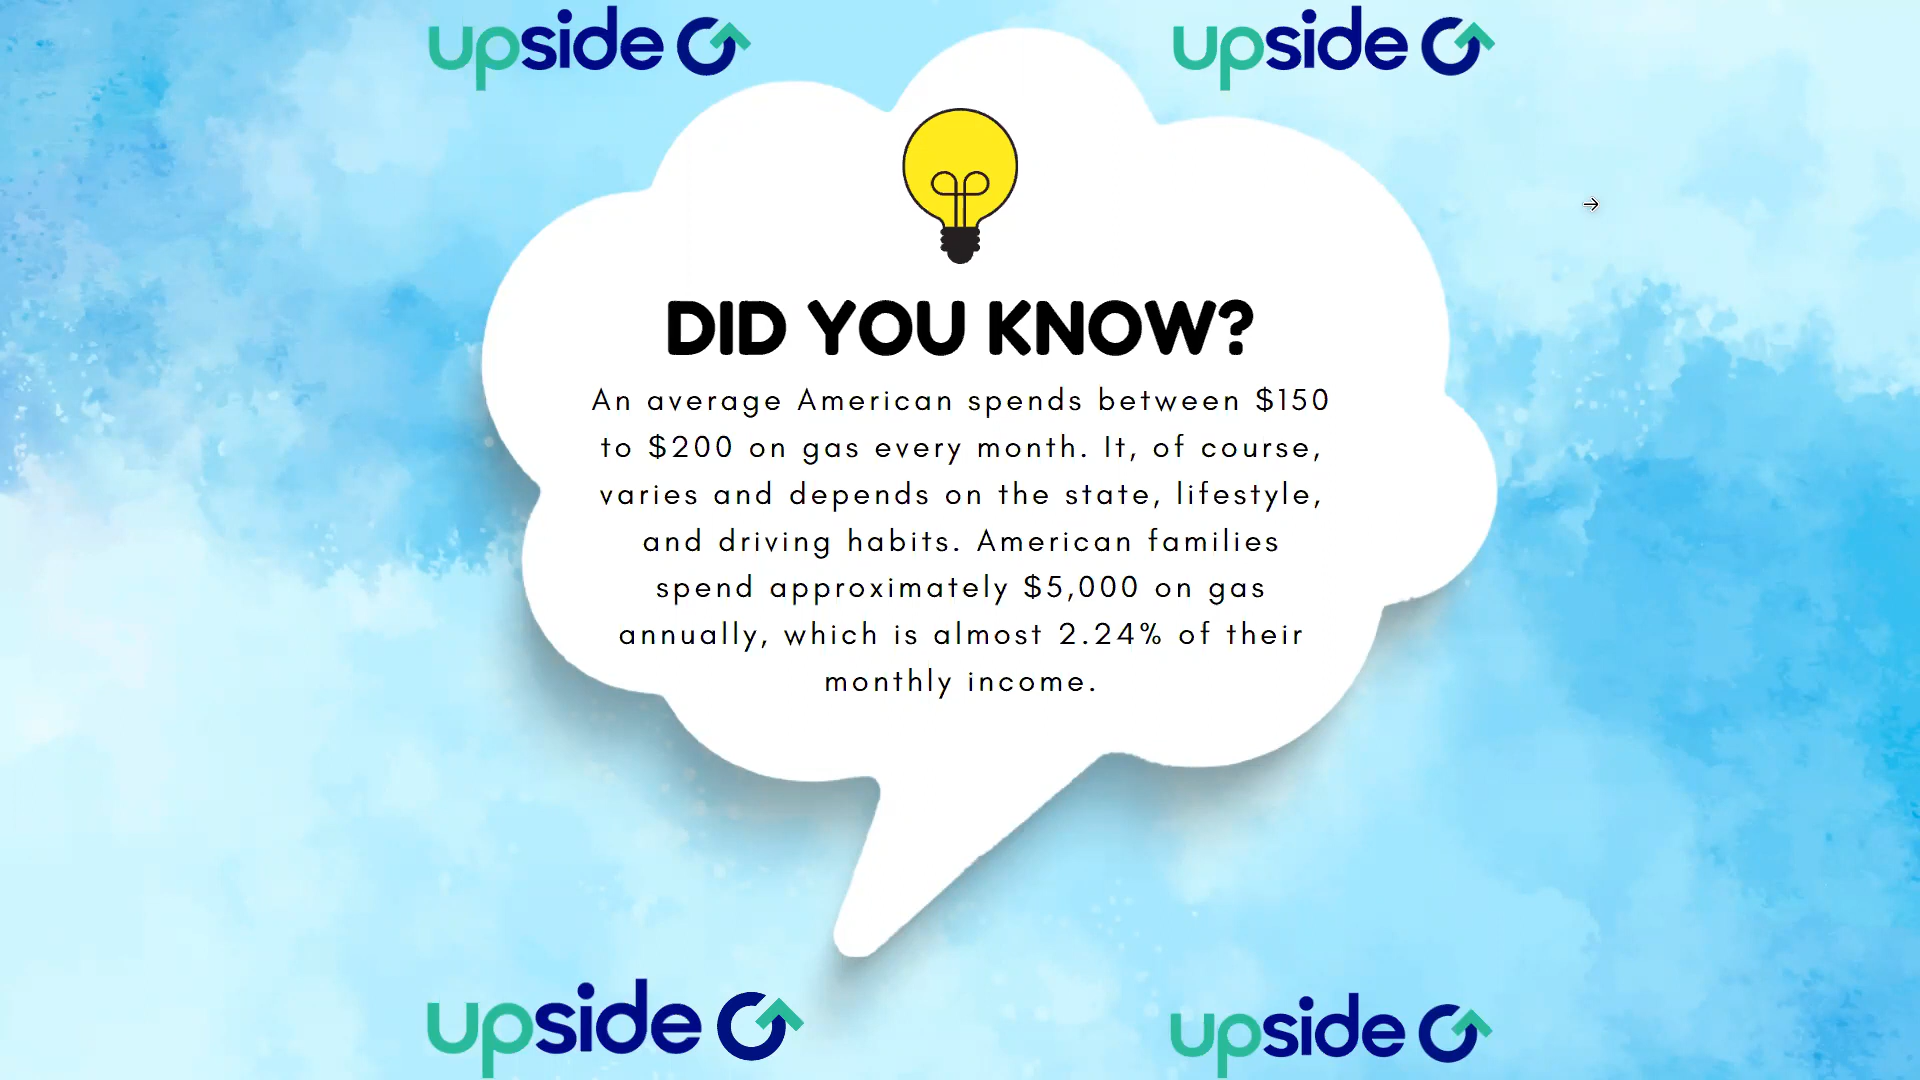 upside
upside
DID YOU KNOW?
An average American spends between $150
to $200 on gas every month. It, of course,
varies and depends on the state, lifestyle,
and driving habits. American families
spend approximately $5,000 on gas
annually, which is almost 2.24% of their
monthly income.
upside
upside